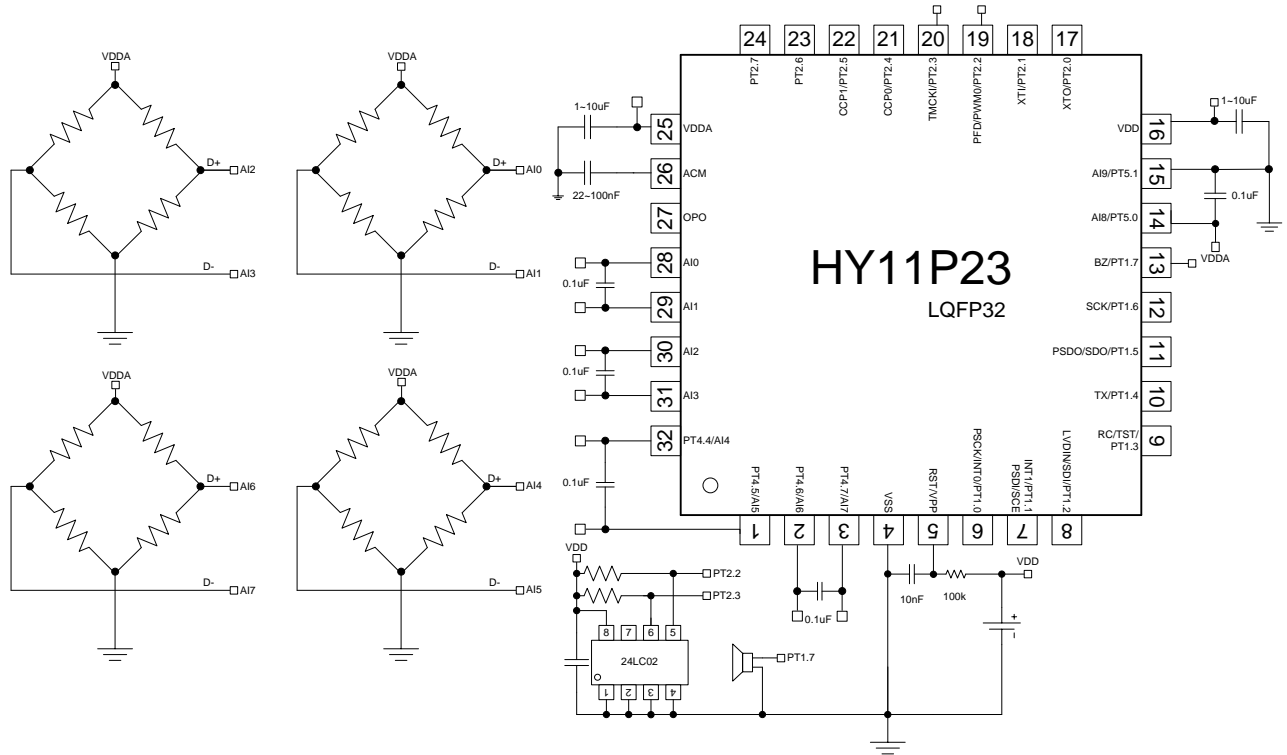 VDDA
D+
AI2
D-
AI3
VDDA
D+
AI0
D-
AI1
VDDA
D+
AI6
D-
AI7
VDDA
D+
AI4
D-
AI5
24
23
22
21
20
19
18
17
PT2.7
PT2.6
CCP1/PT2.5
CCP0/PT2.4
TMCKI/PT2.3
PFD/PWM0/PT2.2
XTI/PT2.1
XTO/PT2.0
1~10uF
25
VDDA
22~100nF
26
ACM
27
OPO
28
AI0
0.1uF
29
AI1
30
AI2
0.1uF
31
AI3
32
PT4.4/AI4
0.1uF
HY11P23
LQFP32
1~10uF
VDD
16
AI9/PT5.1
15
0.1uF
AI8/PT5.0
14
VDDA
BZ/PT1.7
13
SCK/PT1.6
12
PSDO/SDO/PT1.5
11
TX/PT1.4
10
RC/TST/
PT1.3
9
PT4.5/AI5
PT4.6/AI6
PT4.7/AI7
VSS
RST/VPP
PSCK/INT0/PT1.0
INT1/PT1.1
PSDI/SCE
LVDIN/SDI/PT1.2
1
2
3
4
5
6
7
8
VDD
PT2.2
PT2.3
8
7
6
5
24LC02
1
2
3
4
0.1uF
PT1.7
10nF
100k
VDD
+
-